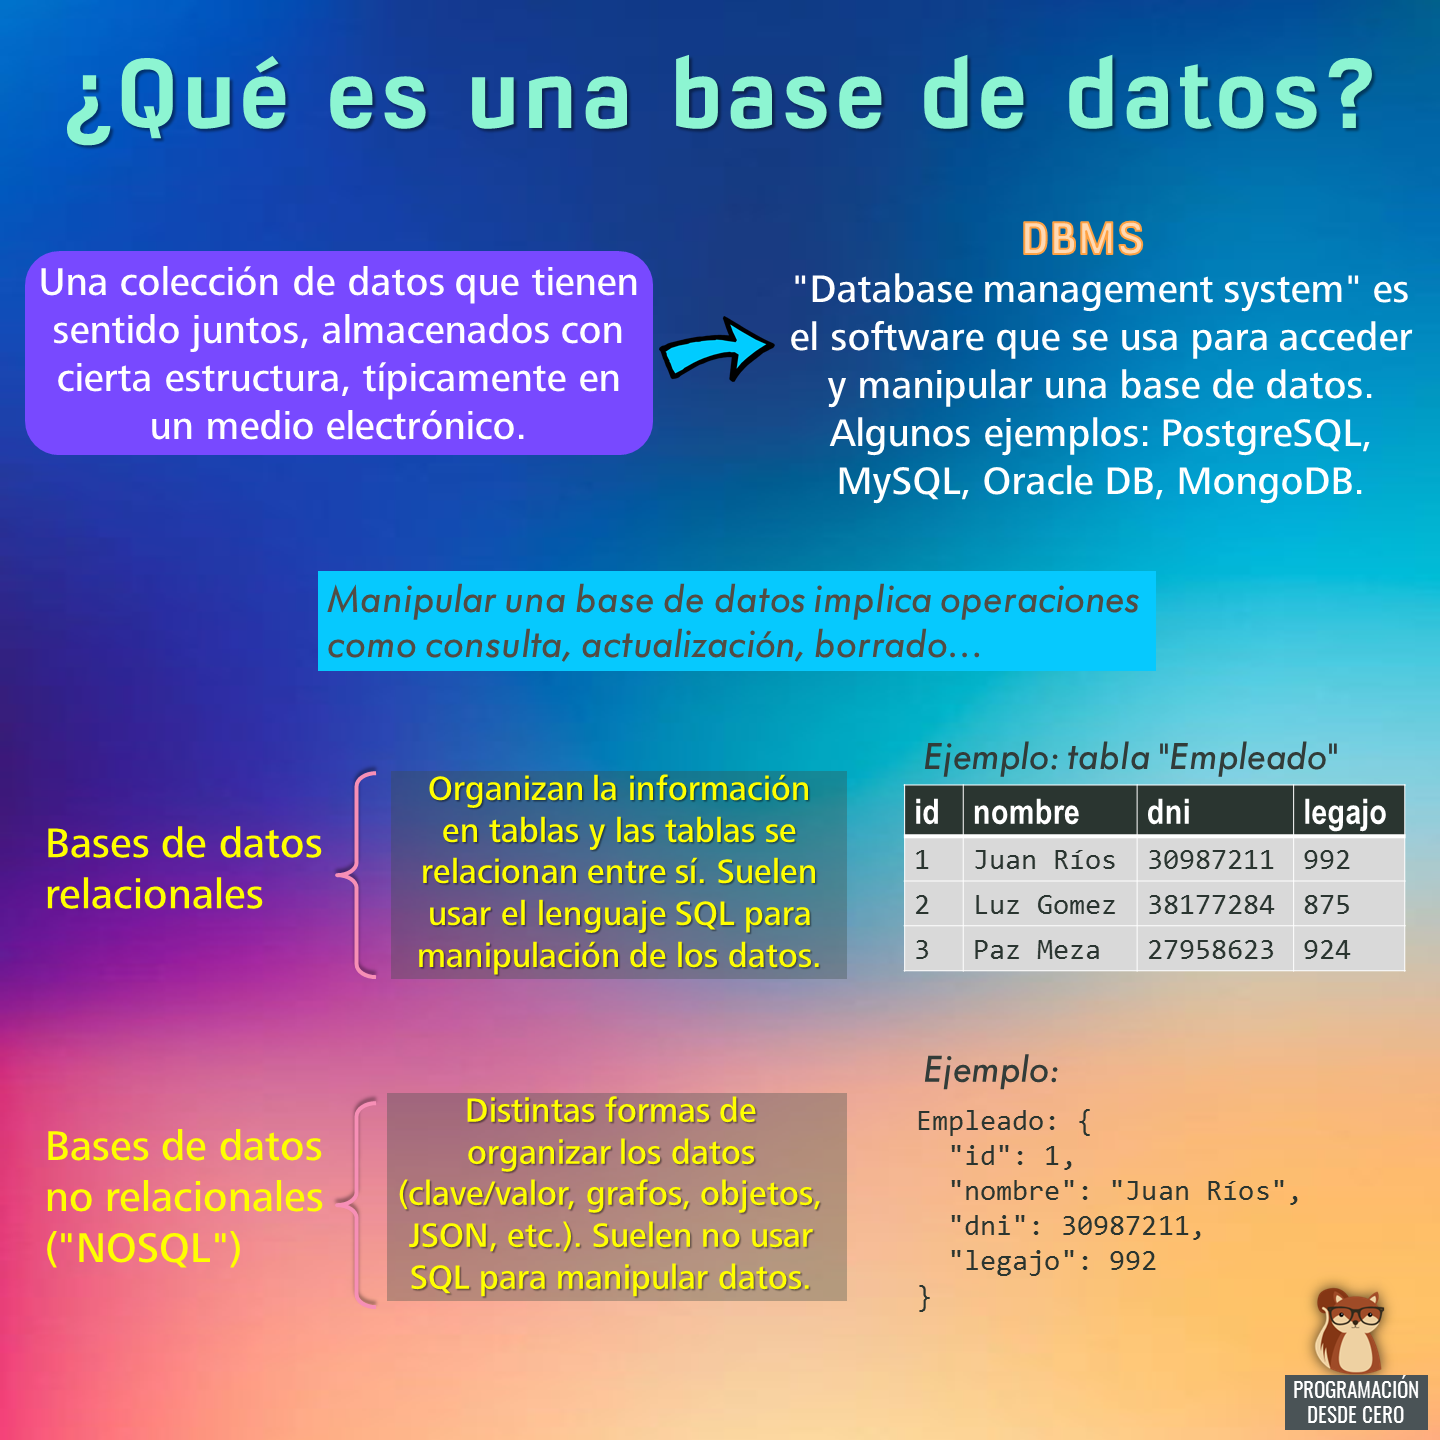 ¿Qué es una base de datos?
Una colección de datos que tienen
sentido juntos, almacenados con
cierta estructura, típicamente en
un medio electrónico.
DBMS
"Database management system" es
el software que se usa para acceder
y manipular una base de datos.
Algunos ejemplos: PostgreSQL,
MySQL, Oracle DB, MongoDB.
Manipular una base de datos implica operaciones
como consulta, actualización, borrado...
Bases de datos
relacionales
Organizan la información
en tablas y las tablas se
relacionan entre sí. Suelen
usar el lenguaje SQL para
manipulación de los datos.
Ejemplo: tabla "Empleado"
id nombre dni legajo
1 Juan Ríos 30987211 992
2 Luz Gomez 38177284 875
3 Paz Meza 27958623 924
Bases de datos
no relacionales
("NOSQL")
Distintas formas de
organizar los datos
(clave/valor, grafos, objetos,
JSON, etc.). Suelen no usar
SQL para manipular datos.
Ejemplo:
Empleado: {
"id": 1,
"nombre": "Juan Ríos",
"dni": 30987211,
"legajo": 992
}
PROGRAMACIÓN
DESDE CERO